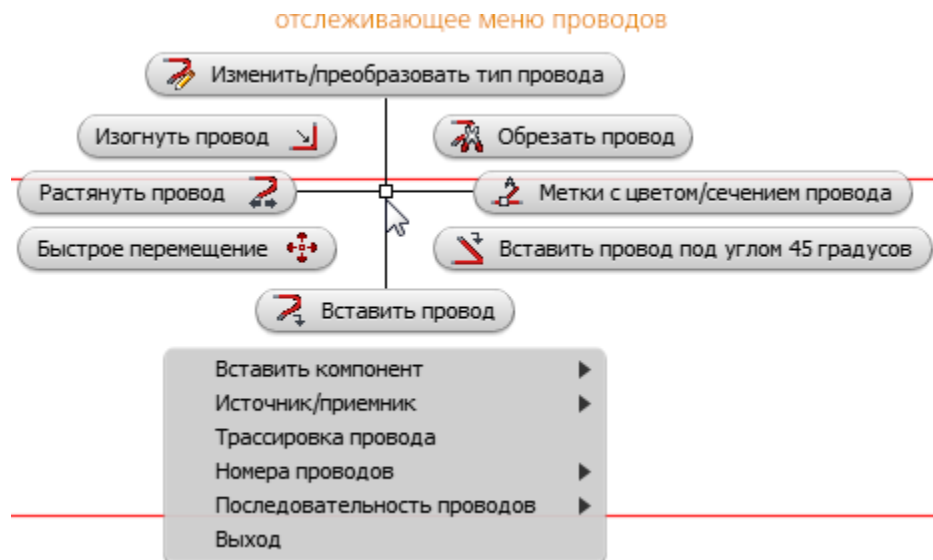 отслеживающее меню проводов
Изменить/преобразовать тип провода
Изогнуть провод
Обрезать провод
Растянуть провод
Метки с цветом/сечением провода
Быстрое перемещение
Вставить провод под углом 45 градусов
Вставить провод
Вставить компонент
Источник/приемник
Трассировка провода
Номера проводов
Последовательность проводов
Выход